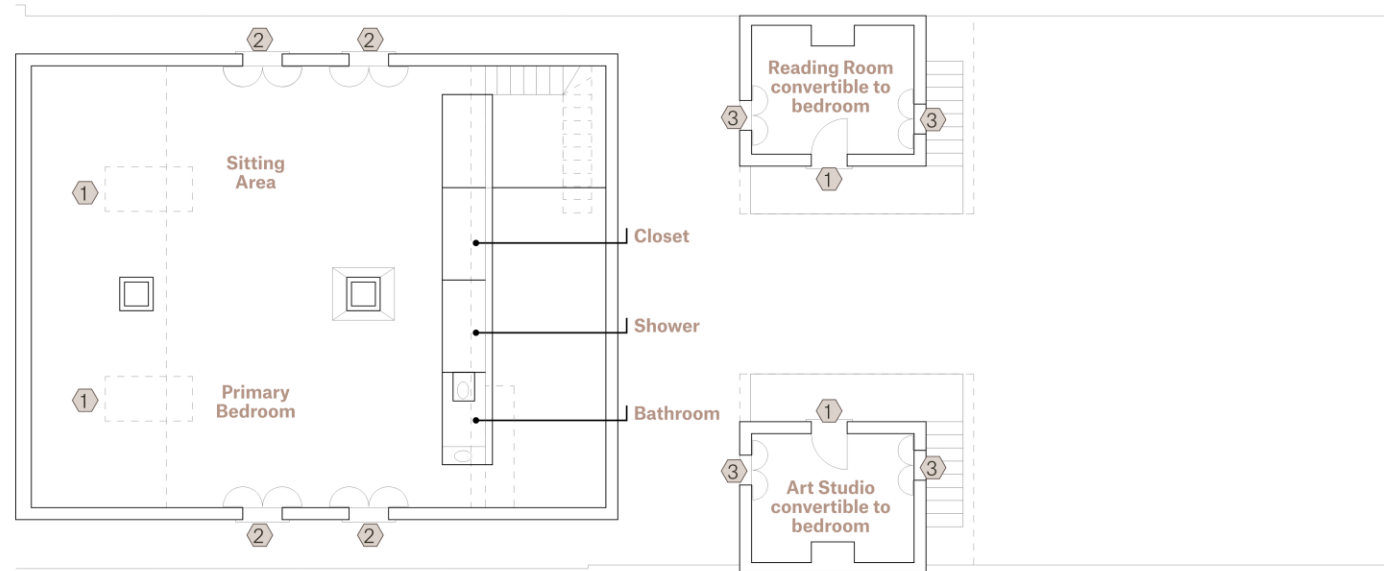 2
2
Reading Room
convertible to
bedroom
3
3
1
Sitting
Area
1
Closet
Shower
Primary
Bedroom
1
Bathroom
1
3
3
Art Studio
convertible to
bedroom
2
2